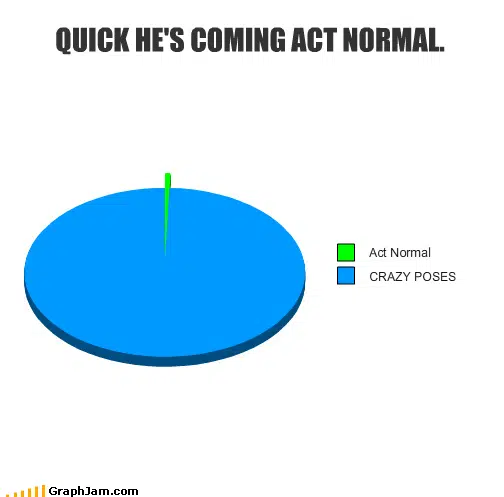 QUICK HE'S COMING ACT NORMAL.
Act Normal
CRAZY POSES
GraphJam.com